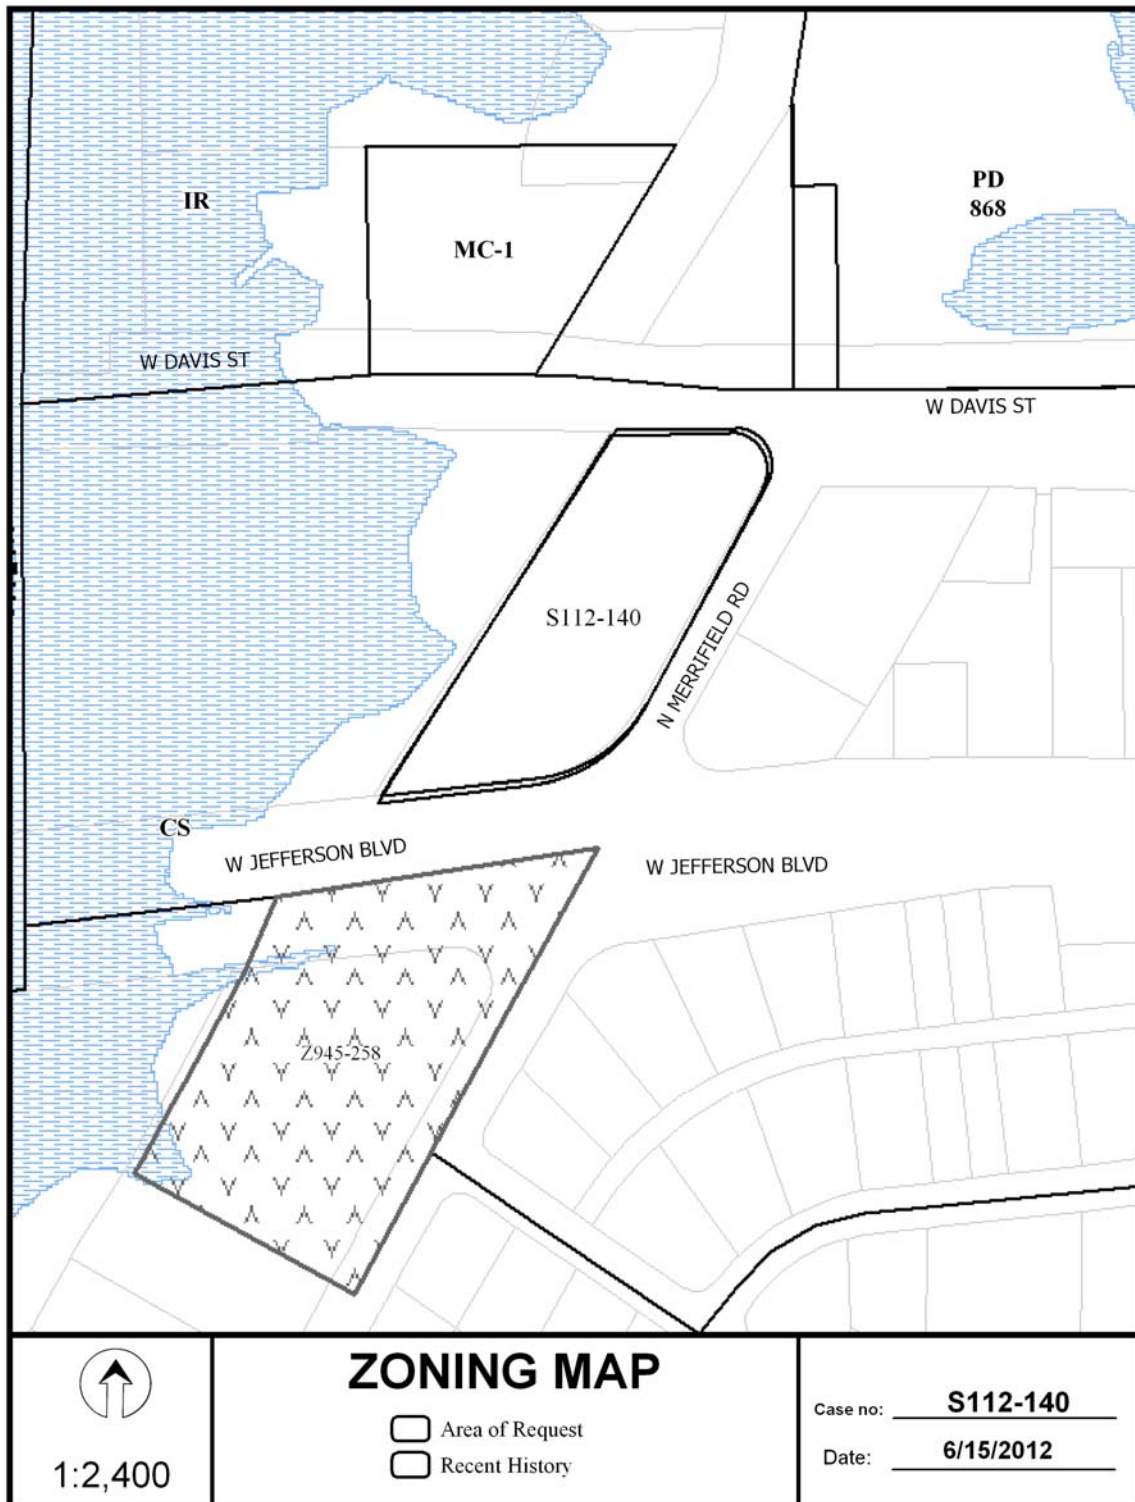 IR
PD
868
MC-1
W DAVIS ST
W DAVIS ST
S112-140
N MERRIFIELD RD
CS
W JEFFERSON BLVD
W JEFFERSON BLVD
Z945-258
1:2,400
ZONING MAP
Area of Request
Recent History
Case no: S112-140
Date: 6/15/2012